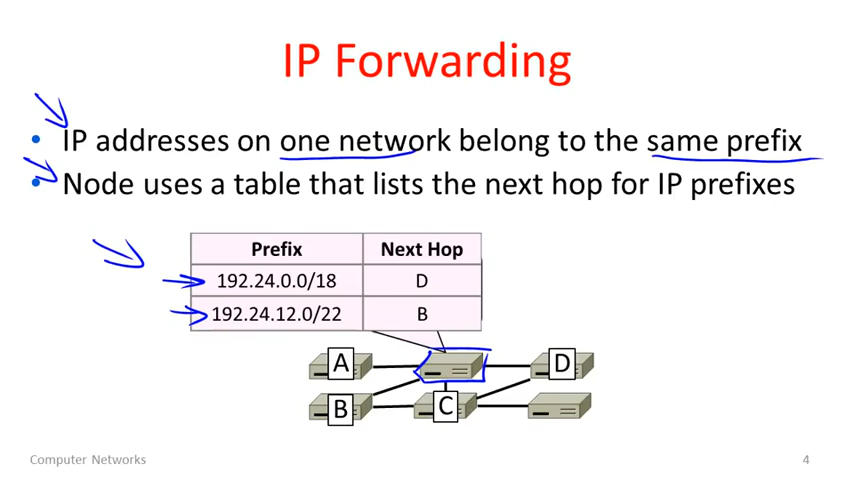 IP Forwarding
• IP addresses on one network belong to the same prefix
• Node uses a table that lists the next hop for IP prefixes
Prefix Next Hop
192.24.0.0/18 D
192.24.12.0/22 B
A D
B C
Computer Networks 4